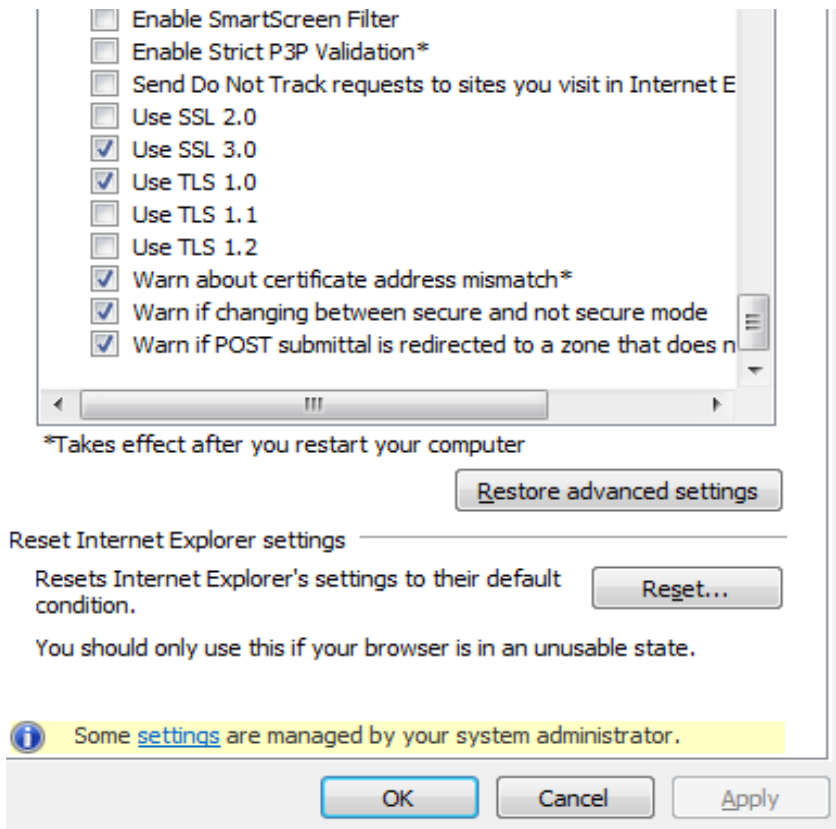 Enable SmartScreen Filter
Enable Strict P3P Validation*
Send Do Not Track requests to sites you visit in Internet E
Use SSL 2.0
Use SSL 3.0
Use TLS 1.0
Use TLS 1.1
Use TLS 1.2
Warn about certificate address mismatch*
Warn if changing between secure and not secure mode
Warn if POST submittal is redirected to a zone that does n
*Takes effect after you restart your computer
Restore advanced settings
Reset Internet Explorer settings
Resets Internet Explorer's settings to their default
condition.
Reset...
You should only use this if your browser is in an unusable state.
Some settings are managed by your system administrator.
OK Cancel Apply